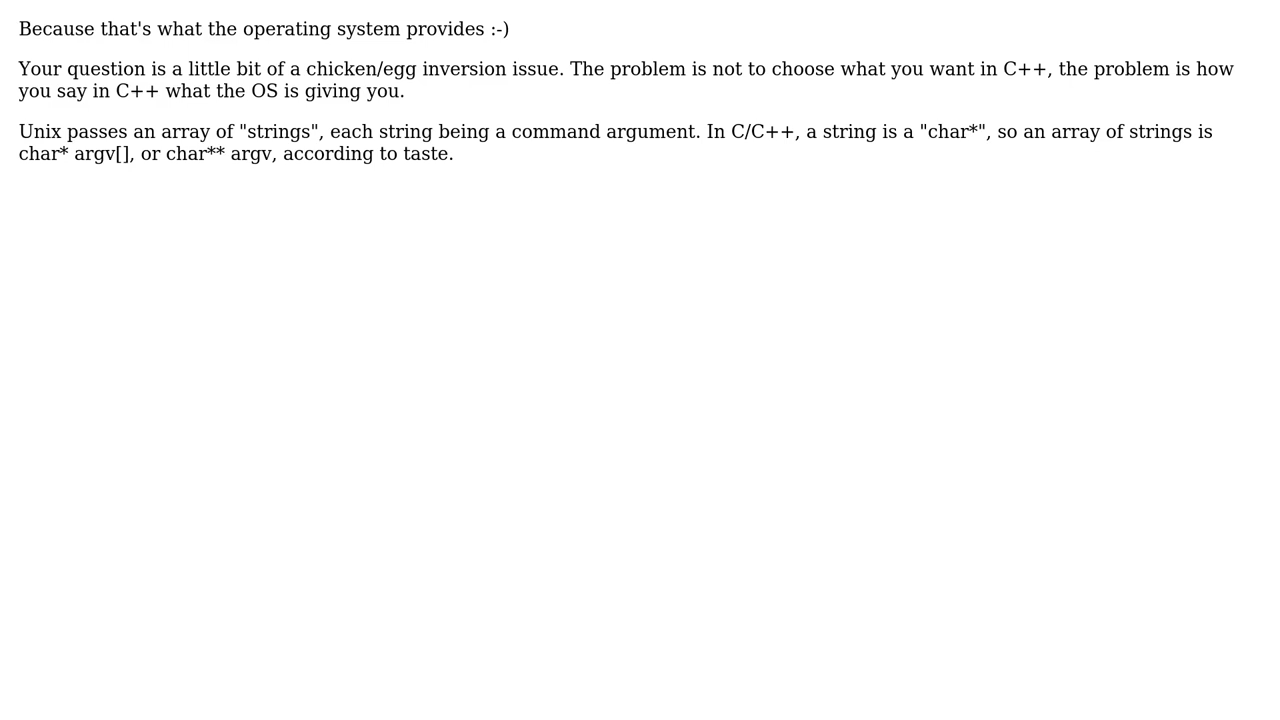 Because that's what the operating system provides :-)
Your question is a little bit of a chicken/egg inversion issue. The problem is not to choose what you want in C++, the problem is how
you say in C++ what the OS is giving you.
Unix passes an array of "strings", each string being a command argument. In C/C++, a string is a "char*", so an array of strings is
char* argv[], or char** argv, according to taste.